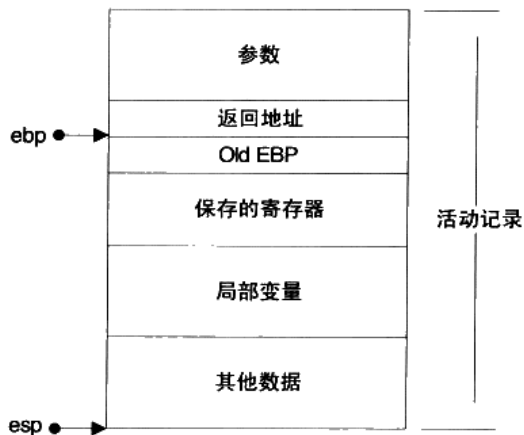 参数
返回地址
ebp
Old EBP
保存的寄存器
活动记录
局部变量
其他数据
esp